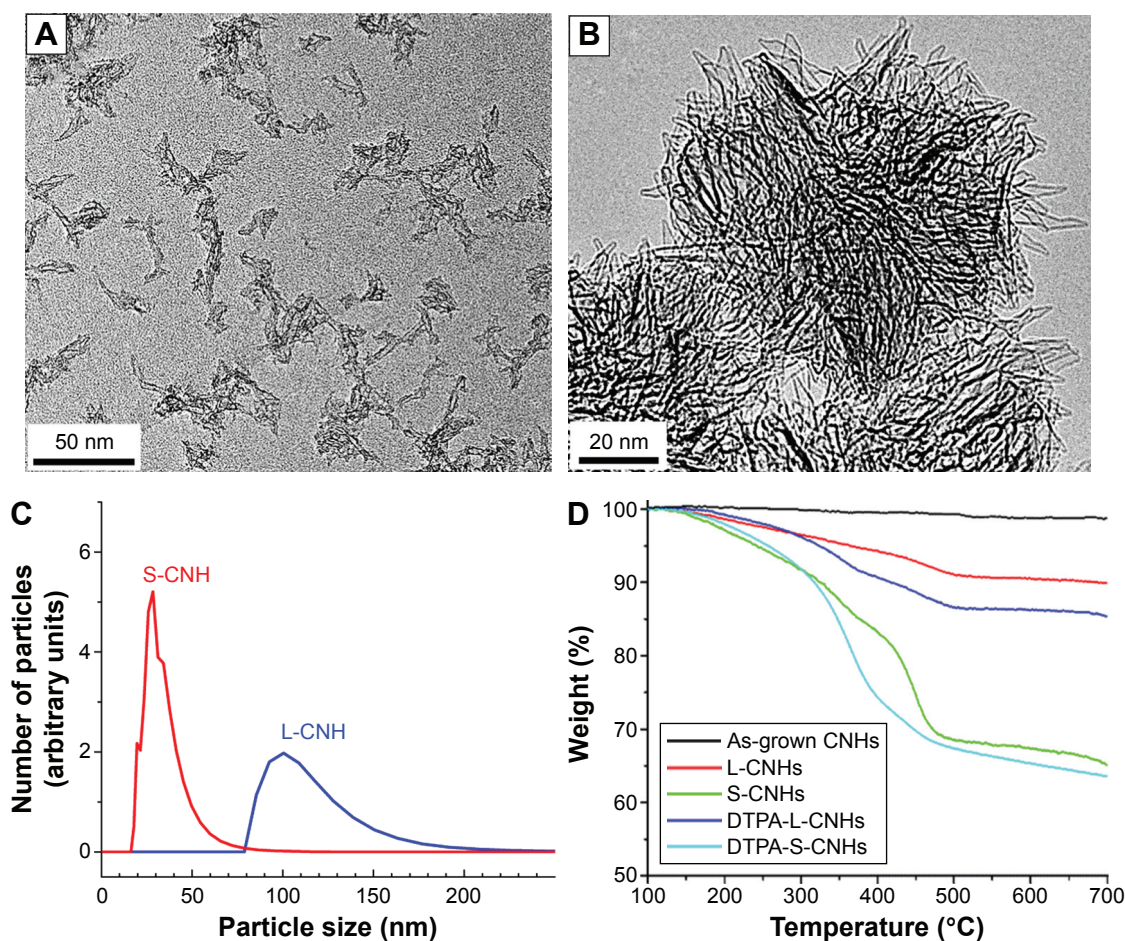 A
50 nm
B
20 nm
C
Number of particles
(arbitrary units)
6
4
2
0
S-CNH
L-CNH
0
50
100
150
200
Particle size (nm)
D
Weight (%)
100
90
80
70
60
50
As-grown CNHs
L-CNHs
S-CNHs
DTPA-L-CNHs
DTPA-S-CNHs
100
200
300
400
500
600
700
Temperature (°C)